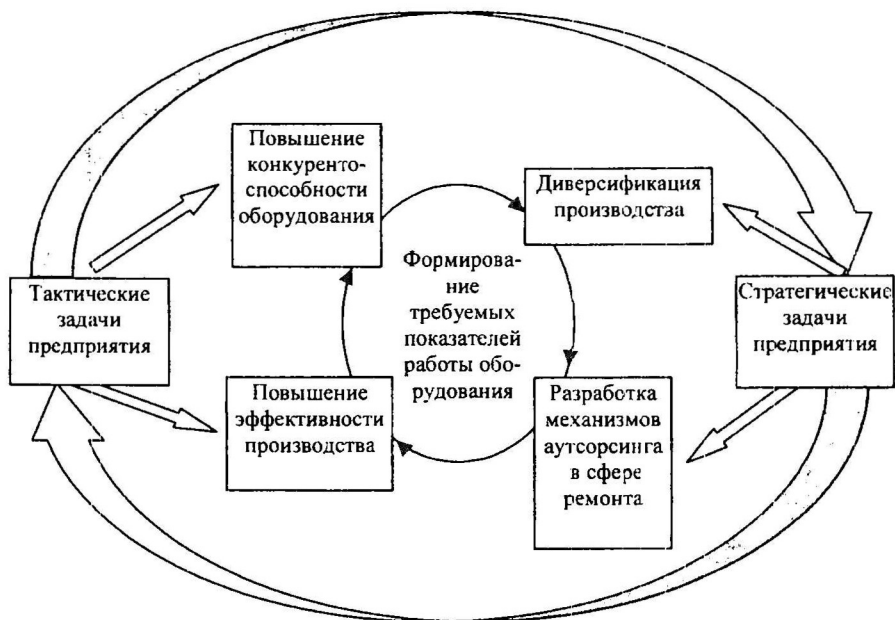 Повышение
конкуренто-
способности
оборудования
Диверсификация
производства
Тактические
задачи
предприятия
Формирова-
ние
требуемых
показателей
работы обо-
рудования
Стратегические
задачи
предприятия
Повышение
эффективности
производства
Разработка
механизмов
аутсорсинга
в сфере
ремонта